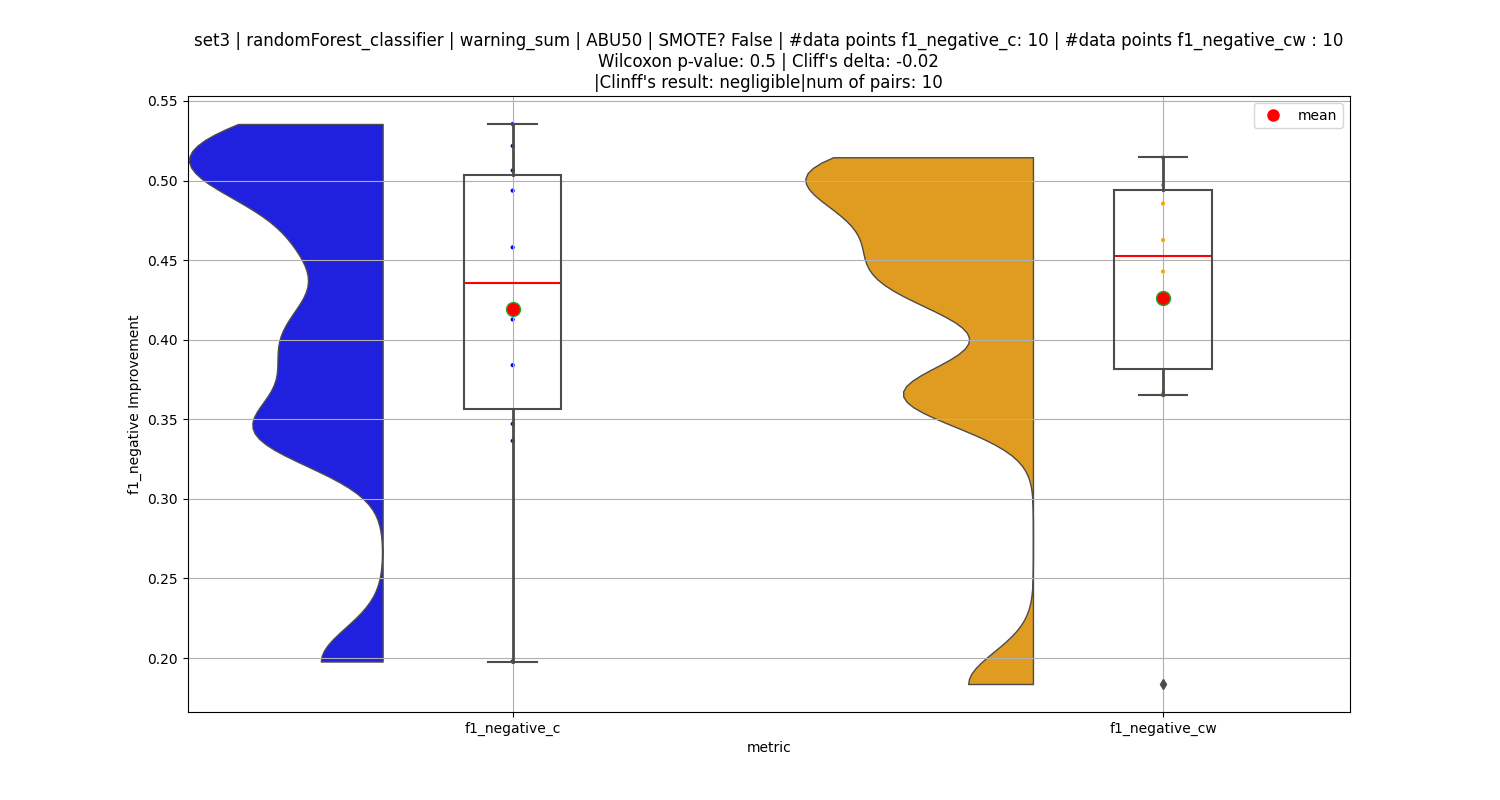 set3 | randomForest_classifier | warning_sum | ABU50 | SMOTE? False | #data points f1_negative_c: 10 | #data points f1_negative_cw : 10
Wilcoxon p-value: 0.5 | Cliff's delta: -0.02
|Clinff's result: negligible|num of pairs: 10
mean
f1_negative Improvement
0.55
0.50
0.45
0.40
0.35
0.30
0.25
0.20
f1_negative_c
f1_negative_cw
metric